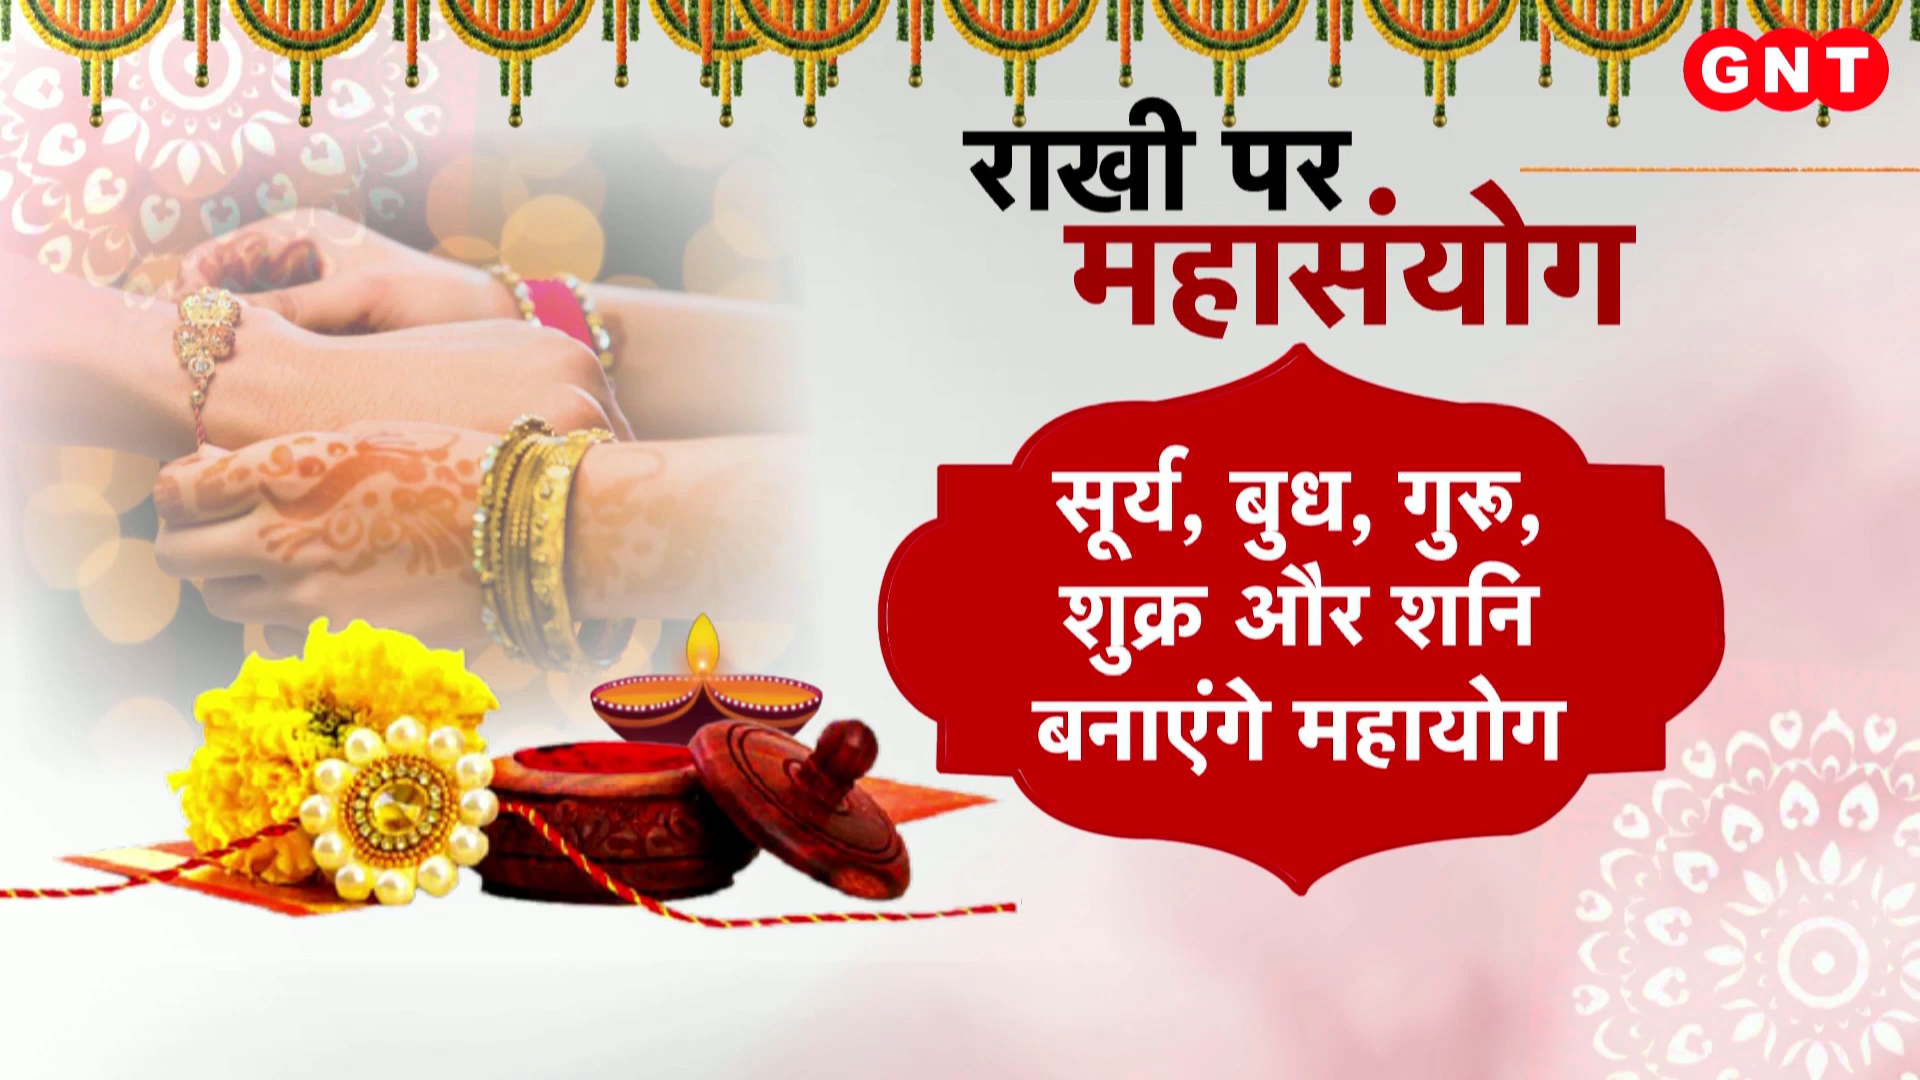 GNT
राखी पर
महासंयोग
सूर्य, बुध, गुरू,
शुक्र और शनि
बनाएंगे महायोग